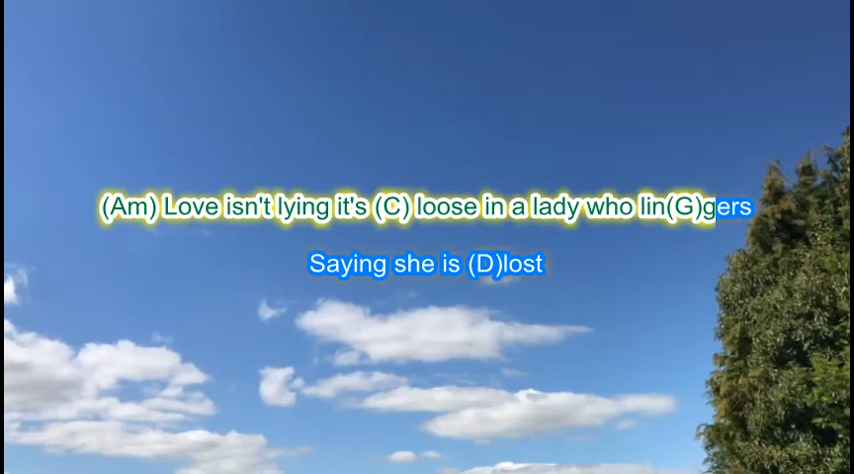 (Am) Love isn't lying it's (C) loose in a lady who lin(G)gers
Saying she is (D)lost